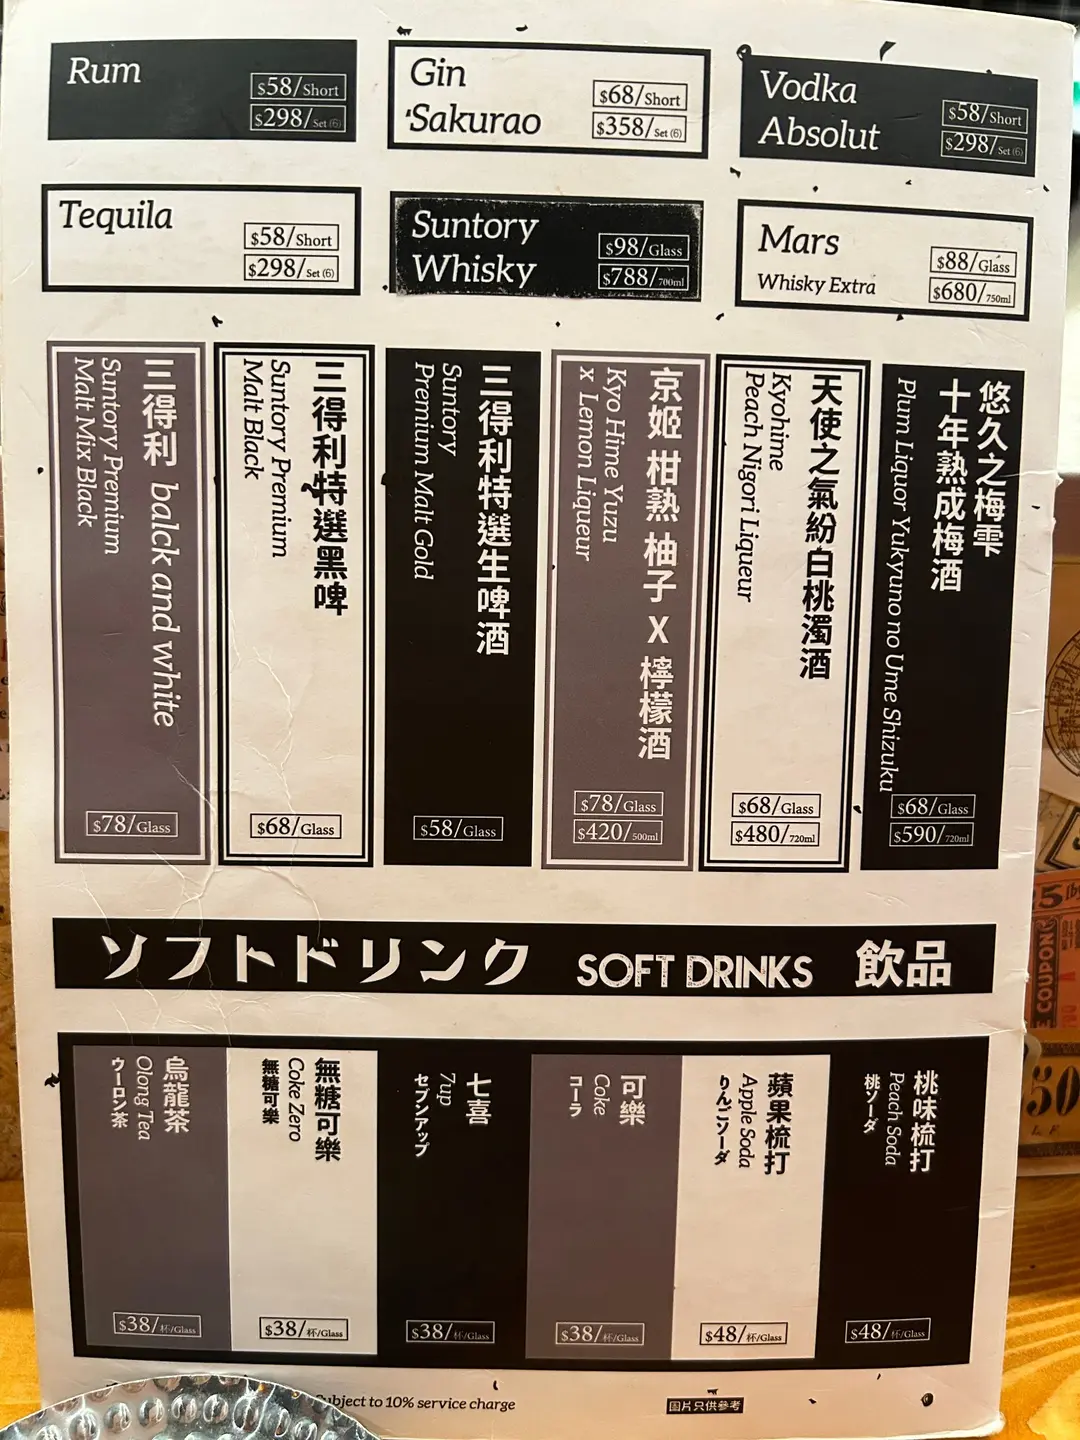 Rum
$58/Short
$298/Set (6)
Gin
'Sakurao
$68/Short
$358/Set (6)
Vodka
Absolut
$58/Short
$298/Set (6)
Tequila
$58/Short
$298/Set (6)
Suntory
Whisky
$98/Glass
$788/700ml
Mars
Whisky Extra
$88/Glass
$680/750ml
悠久之梅雫
十年熟成梅酒
Plum Liquor Yukyuno no Ume Shizuku
$68/Glass
$590/720ml
天使之氣紛白桃濁酒
Kyohime
Peach Nigori Liqueur
$68/Glass
$480/720ml
京姬 柑熟 柚子 X 檸檬酒
Kyo Hime Yuzu
x Lemon Liqueur
$78/Glass
$420/500ml
三得利特選生啤酒
Suntory
Premium Malt Gold
$58/Glass
三得利特選黑啤
Suntory Premium
Malt Black
$68/Glass
三得利 balck and white
Suntory Premium
Malt Mix Black
$78/Glass
ソフトドリンク SOFT DRINKS 飲品
桃味梳打
Peach Soda
桃ソーダ
$48/杯/Glass
蘋果梳打
Apple Soda
りんごソーダ
$48/杯/Glass
可樂
Coke
コーラ
$38/杯/Glass
七喜
7up
セブンアップ
$38/杯/Glass
無糖可樂
Coke Zero
無糖可樂
$38/杯/Glass
烏龍茶
Olong Tea
ウーロン茶
$38/杯/Glass
Subject to 10% service charge
圖片只供參考
COUPON